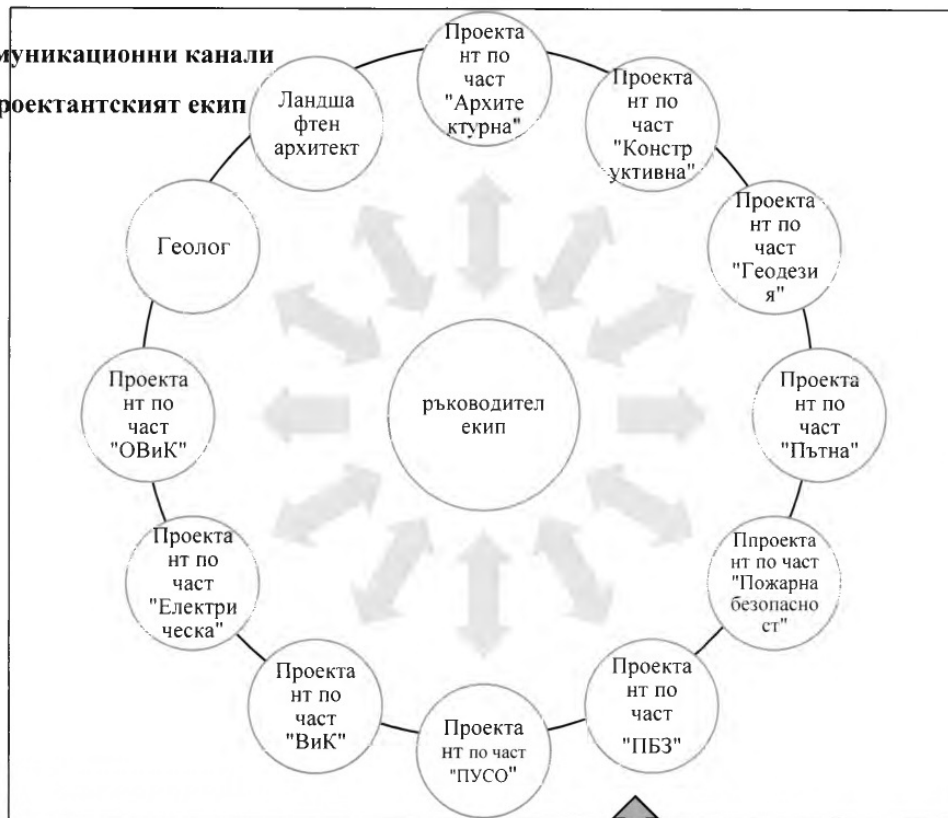 муникационни канали
роектантският екип
Проекта
нт по
част
"Архите
ктурна"
Проекта
нт по
част
"Констр
уктивна"
Проекта
нт по
част
"Геодези
я"
Проекта
нт по
част
"Пътна"
Ппроекта
нт по част
"Пожарна
безопасно
ст"
Проекта
нт по
част
"ПБЗ"
Проекта
нт по част
"ПУСО"
Проекта
нт по
част
"ВиК"
Проекта
нт по
част
"Електри
ческа"
Проекта
нт по
част
"ОВиК"
Геолог
Ландша
фтен
архитект
ръководител
екип